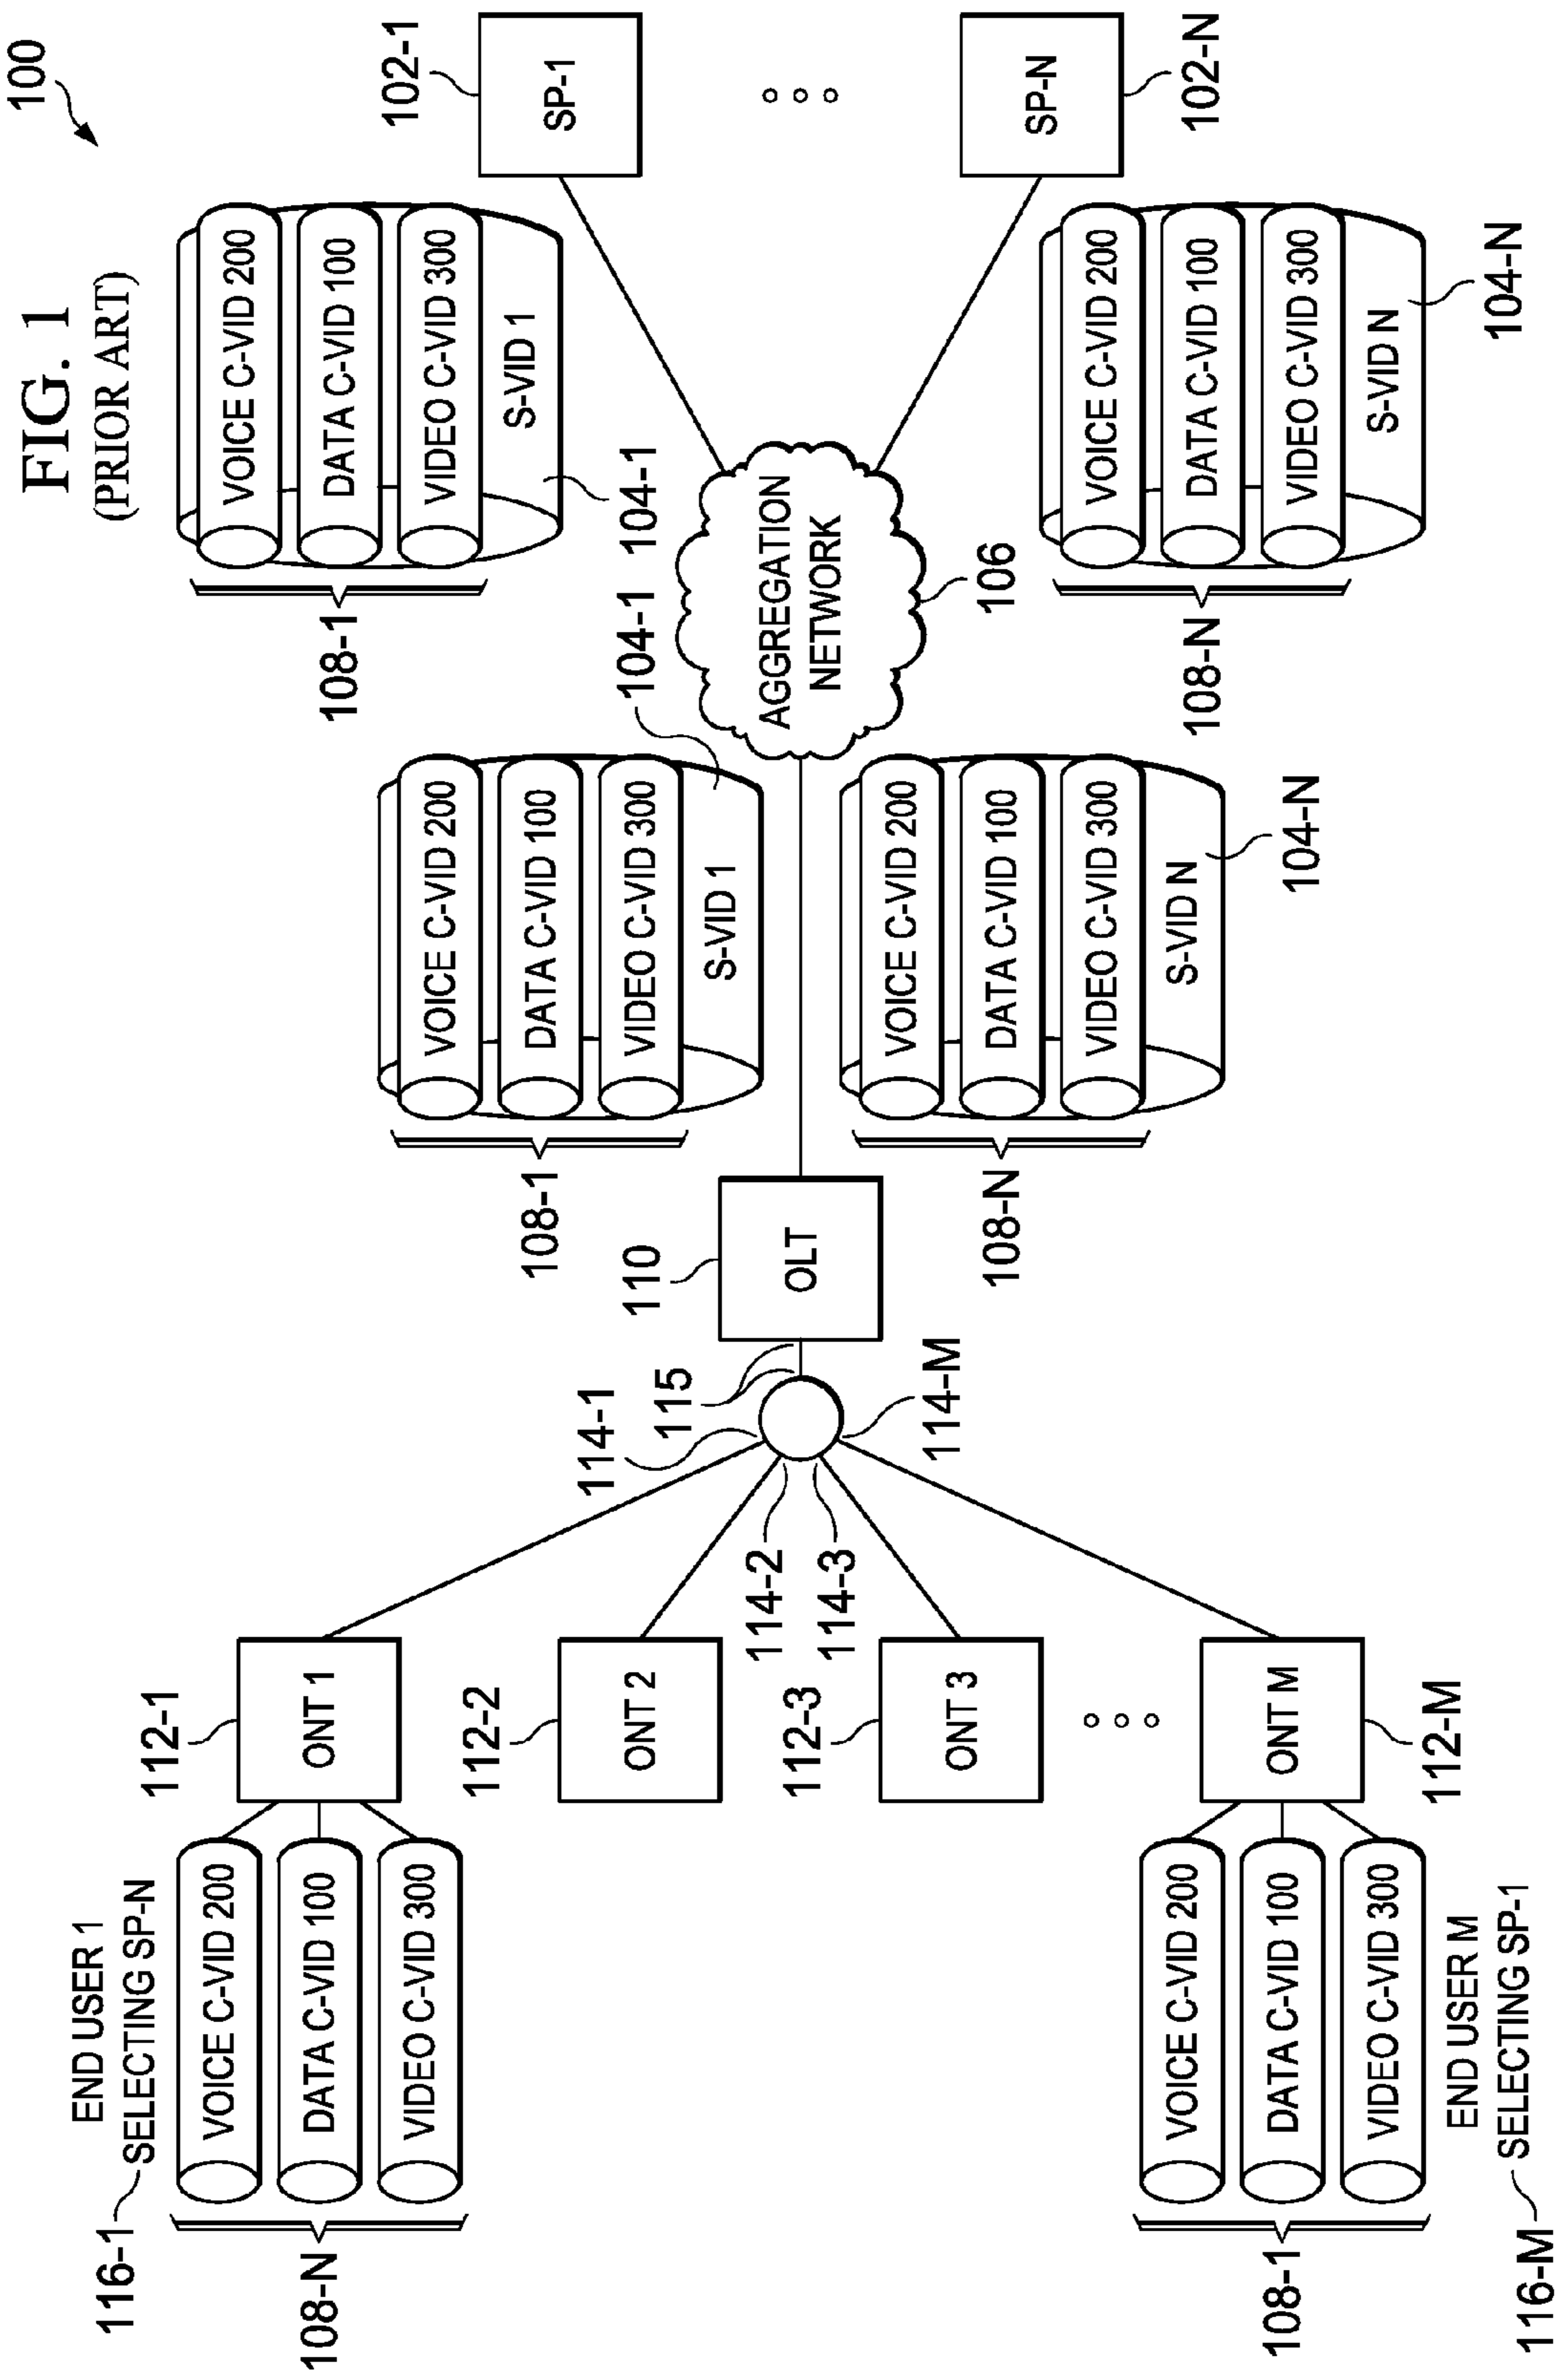 FIG. 1
(PRIOR ART)
100
END USER 1
116-1
SELECTING SP-N
VOICE C-VID 200
DATA C-VID 100
VIDEO C-VID 300
108-N
112-1
ONT 1
112-2
ONT 2
112-3
ONT 3
ONT M
112-M
VOICE C-VID 200
DATA C-VID 100
VIDEO C-VID 300
108-1
END USER M
SELECTING SP-1
116-M
114-1
114-2
114-3
114-M
115
110
OLT
VOICE C-VID 200
DATA C-VID 100
VIDEO C-VID 300
S-VID 1
108-1
104-1
VOICE C-VID 200
DATA C-VID 100
VIDEO C-VID 300
S-VID N
108-N
104-N
AGGREGATION
NETWORK
106
VOICE C-VID 200
DATA C-VID 100
VIDEO C-VID 300
S-VID 1
108-1
104-1
VOICE C-VID 200
DATA C-VID 100
VIDEO C-VID 300
S-VID N
108-N
104-N
102-1
SP-1
SP-N
102-N